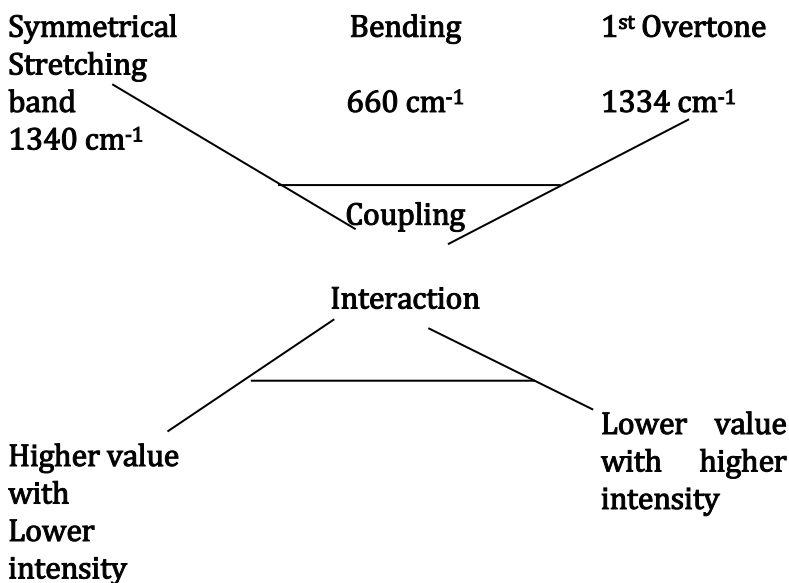 Symmetrical
Stretching
band
1340 cm-1
Bending
660 cm-1
1st Overtone
1334 cm-1
Coupling
Interaction
Higher value
with
Lower
intensity
Lower value
with higher
intensity